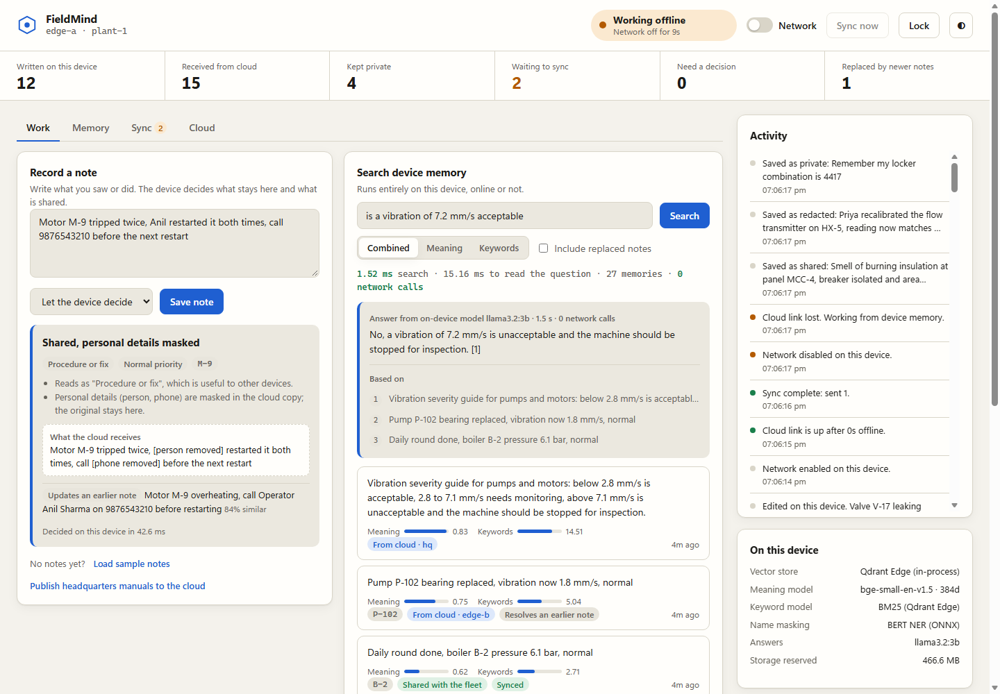 FieldMind
edge-a · plant-1
Working offline
Network off for 9s
Network
Sync now
Lock
Written on this device
12
Received from cloud
15
Kept private
4
Waiting to sync
2
Need a decision
0
Replaced by newer notes
1
Work
Memory
Sync 2
Cloud
Record a note
Write what you saw or did. The device decides what stays here and what
is shared.
Motor M-9 tripped twice, Anil restarted it both times, call
9876543210 before the next restart
Let the device decide
Save note
Shared, personal details masked
Procedure or fix
Normal priority
M-9
Reads as "Procedure or fix", which is useful to other devices.
Personal details (person, phone) are masked in the cloud copy;
the original stays here.
What the cloud receives
Motor M-9 tripped twice, [person removed] restarted it both
times, call [phone removed] before the next restart
Updates an earlier note Motor M-9 overheating, call Operator
Anil Sharma on 9876543210 before restarting 84% similar
Decided on this device in 42.6 ms
No notes yet? Load sample notes
Publish headquarters manuals to the cloud
Search device memory
Runs entirely on this device, online or not.
is a vibration of 7.2 mm/s acceptable
Search
Combined
Meaning
Keywords
Include replaced notes
1.52 ms search · 15.16 ms to read the question · 27 memories · 0
network calls
Answer from on-device model llama3.2:3b · 1.5 s · 0 network calls
No, a vibration of 7.2 mm/s is unacceptable and the machine should be
stopped for inspection. [1]
Based on
1 Vibration severity guide for pumps and motors: below 2.8 mm/s is acceptabl...
2 Pump P-102 bearing replaced, vibration now 1.8 mm/s, normal
3 Daily round done, boiler B-2 pressure 6.1 bar, normal
Vibration severity guide for pumps and motors: below 2.8 mm/s is
acceptable, 2.8 to 7.1 mm/s needs monitoring, above 7.1 mm/s is
unacceptable and the machine should be stopped for inspection.
Meaning 0.83 Keywords 14.51
From cloud · hq
4m ago
Pump P-102 bearing replaced, vibration now 1.8 mm/s, normal
Meaning 0.75 Keywords 5.04
P-102
From cloud · edge-b
Resolves an earlier note
4m ago
Daily round done, boiler B-2 pressure 6.1 bar, normal
Meaning 0.62 Keywords 2.71
B-2
Shared with the fleet
Synced
4m ago
Activity
Saved as private: Remember my locker
combination is 4417
07:06:17 pm
Saved as redacted: Priya recalibrated the flow
transmitter on HX-5, reading now matches ...
07:06:17 pm
Saved as shared: Smell of burning insulation at
panel MCC-4, breaker isolated and area...
07:06:17 pm
Cloud link lost. Working from device memory.
07:06:17 pm
Network disabled on this device.
07:06:17 pm
Sync complete: sent 1.
07:06:16 pm
Cloud link is up after 0s offline.
07:06:15 pm
Network enabled on this device.
07:06:14 pm
Edited on this device. Valve V-17 leaking
On this device
Vector store Qdrant Edge (in-process)
Meaning model bge-small-en-v1.5 · 384d
Keyword model BM25 (Qdrant Edge)
Name masking BERT NER (ONNX)
Answers llama3.2:3b
Storage reserved 466.6 MB